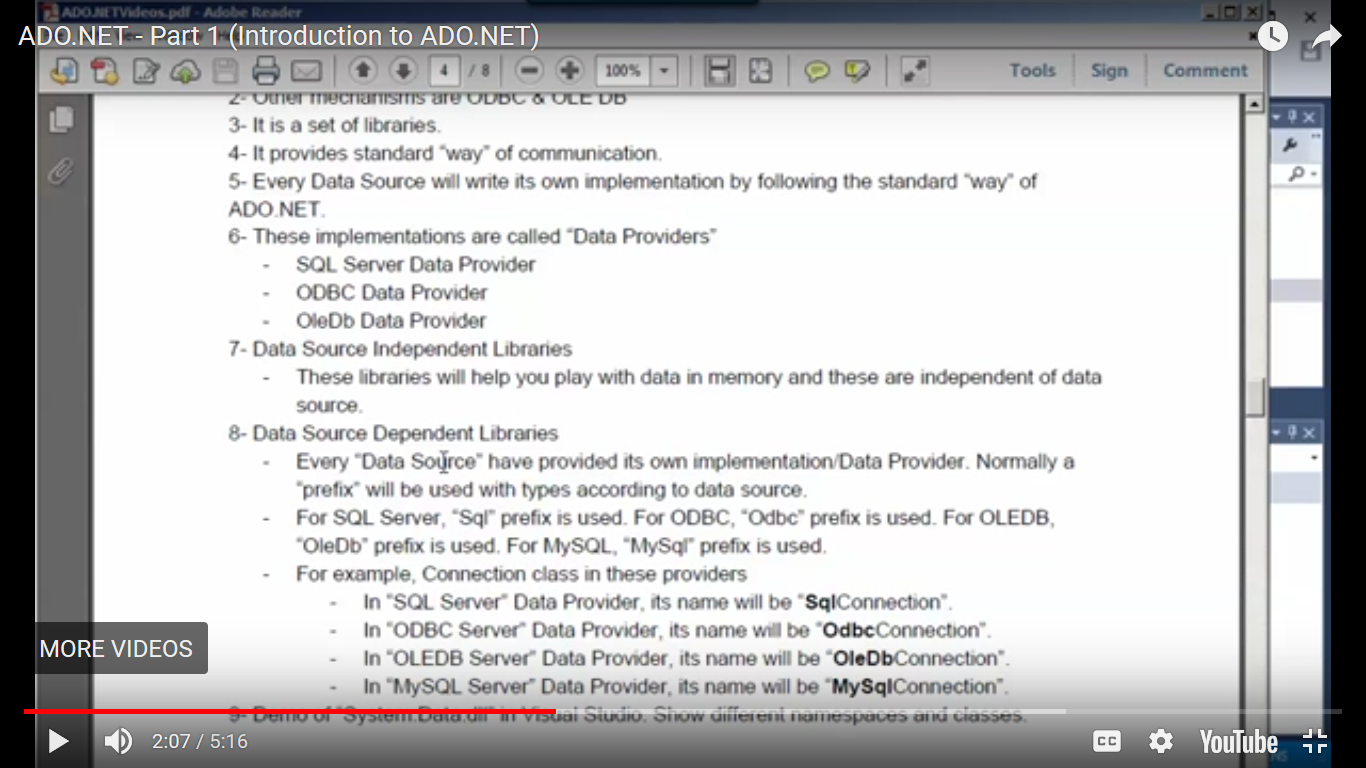 ADO.NETVideos.pdf - Adobe Reader
ADO.NET - Part 1 (Introduction to ADO.NET)
4 / 8 100% Tools Sign Comment
2- Other mechanisms are ODBC & OLE DB
3- It is a set of libraries.
4- It provides standard “way” of communication.
5- Every Data Source will write its own implementation by following the standard “way” of
ADO.NET.
6- These implementations are called “Data Providers”
- SQL Server Data Provider
- ODBC Data Provider
- OleDb Data Provider
7- Data Source Independent Libraries
- These libraries will help you play with data in memory and these are independent of data
source.
8- Data Source Dependent Libraries
- Every “Data Source” have provided its own implementation/Data Provider. Normally a
“prefix” will be used with types according to data source.
- For SQL Server, “Sql” prefix is used. For ODBC, “Odbc” prefix is used. For OLEDB,
“OleDb” prefix is used. For MySQL, “MySql” prefix is used.
- For example, Connection class in these providers
- In “SQL Server” Data Provider, its name will be “SqlConnection”.
- In “ODBC Server” Data Provider, its name will be “OdbcConnection”.
- In “OLEDB Server” Data Provider, its name will be “OleDbConnection”.
- In “MySQL Server” Data Provider, its name will be “MySqlConnection”.
9- Demo of “System.Data.dll” in Visual Studio. Show different namespaces and classes.
MORE VIDEOS
2:07 / 5:16
CC
YouTube